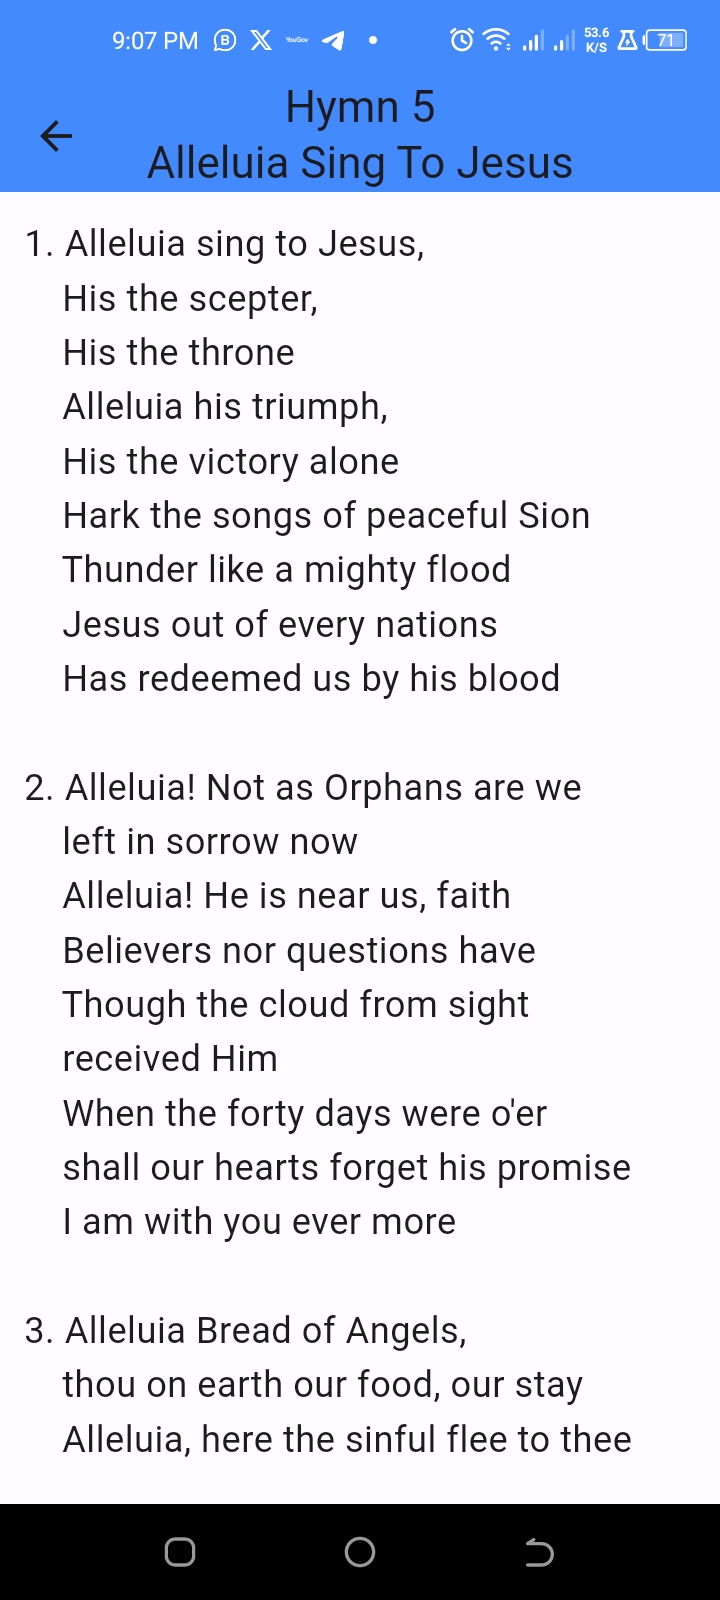 9:07 PM YouGov 53.6 K/S 71
Hymn 5
Alleluia Sing To Jesus
1. Alleluia sing to Jesus,
His the scepter,
His the throne
Alleluia his triumph,
His the victory alone
Hark the songs of peaceful Sion
Thunder like a mighty flood
Jesus out of every nations
Has redeemed us by his blood
2. Alleluia! Not as Orphans are we
left in sorrow now
Alleluia! He is near us, faith
Believers nor questions have
Though the cloud from sight
received Him
When the forty days were o'er
shall our hearts forget his promise
I am with you ever more
3. Alleluia Bread of Angels,
thou on earth our food, our stay
Alleluia, here the sinful flee to thee